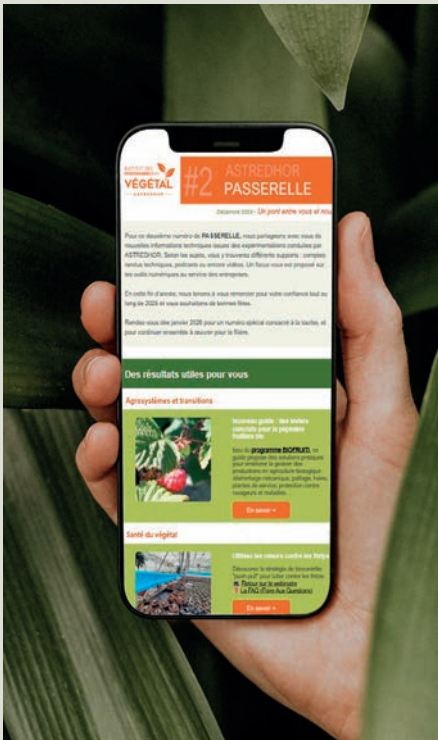 VÉGÉTAL
ASTREDHOR
#2
ASTREDHOR
PASSERELLE
Décembre 2025 - Un pont entre vous et nou
Pour ce deuxième numéro de PASSERELLE, nous partageons avec vous de
nouvelles informations techniques issues des expérimentations conduites par
ASTREDHOR. Selon les sujets, vous y trouverez différents supports : comptes-
rendus techniques, podcasts ou encore vidéos. Un focus vous est proposé sur
les outils numériques au service des entreprises.
En cette fin d'année, nous tenons à vous remercier pour votre confiance tout au
long de 2025 et vous souhaitons de bonnes fêtes.
Rendez-vous dès janvier 2026 pour un numéro spécial consacré à la tourbe, et
pour continuer ensemble à œuvrer pour la filière.
Des résultats utiles pour vous
Agrosystèmes et transitions
Nouveau guide : des leviers
concrets pour la pépinière
fruitière bio
Issu du programme BIOFRUITI, ce
guide propose des solutions pratiques
pour améliorer la gestion des
productions en agriculture biologique :
désherbage mécanique, paillage, haies,
plantes de service, protection contre
ravageurs et maladies.
En savoir +
Santé du végétal
Utilisez les odeurs contre les thrips
Découvrez la stratégie de biocontrôle
"push-pull" pour lutter contre les thrips.
Retour sur le webinaire
La FAQ (Foire Aux Questions)
En savoir +